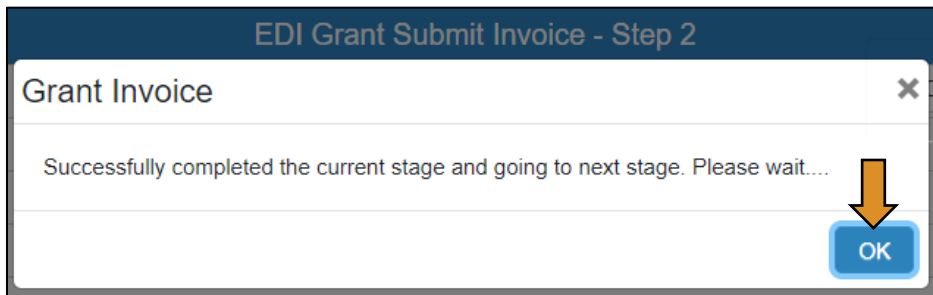 EDI Grant Submit Invoice - Step 2
Grant Invoice
Successfully completed the current stage and going to next stage. Please wait....
OK